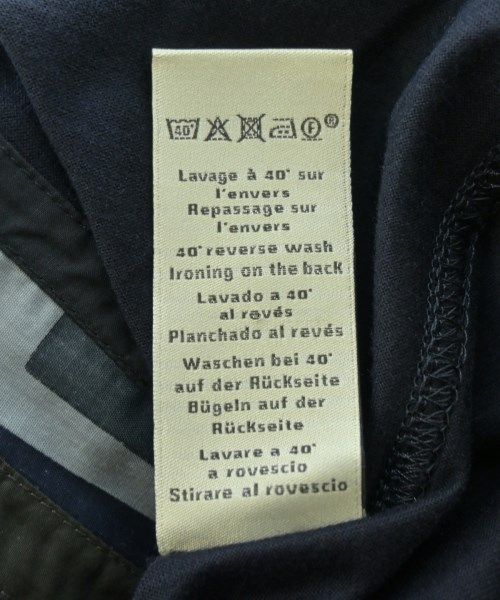 40° F ®
Lavage à 40° sur
l'envers
Repassage sur
l'envers
40° reverse wash
Ironing on the back
Lavado a 40°
al revés
Planchado al revés
Waschen bei 40°
auf der Rückseite
Bügeln auf der
Rückseite
Lavare a 40°
a rovescio
Stirare al rovescio